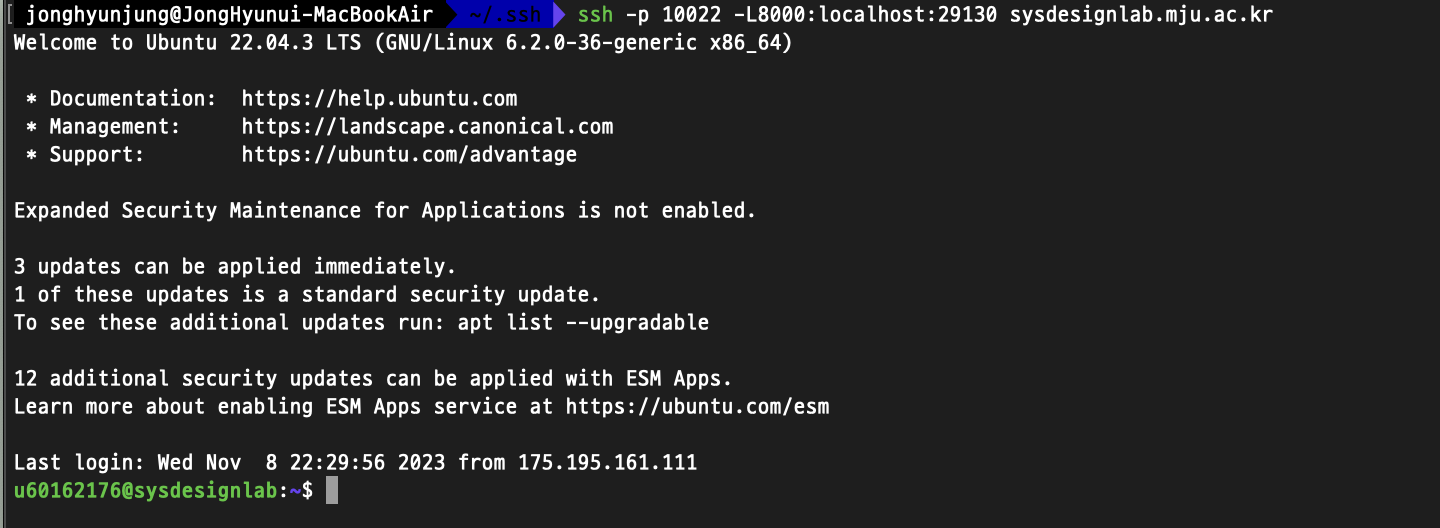 [ jonghyunjung@JongHyunui-MacBookAir ~/.ssh ssh -p 10022 -L8000:localhost:29130 sysdesignlab.mju.ac.kr
Welcome to Ubuntu 22.04.3 LTS (GNU/Linux 6.2.0-36-generic x86_64)
* Documentation: https://help.ubuntu.com
* Management: https://landscape.canonical.com
* Support: https://ubuntu.com/advantage
Expanded Security Maintenance for Applications is not enabled.
3 updates can be applied immediately.
1 of these updates is a standard security update.
To see these additional updates run: apt list --upgradable
12 additional security updates can be applied with ESM Apps.
Learn more about enabling ESM Apps service at https://ubuntu.com/esm
Last login: Wed Nov  8 22:29:56 2023 from 175.195.161.111
u60162176@sysdesignlab:~$